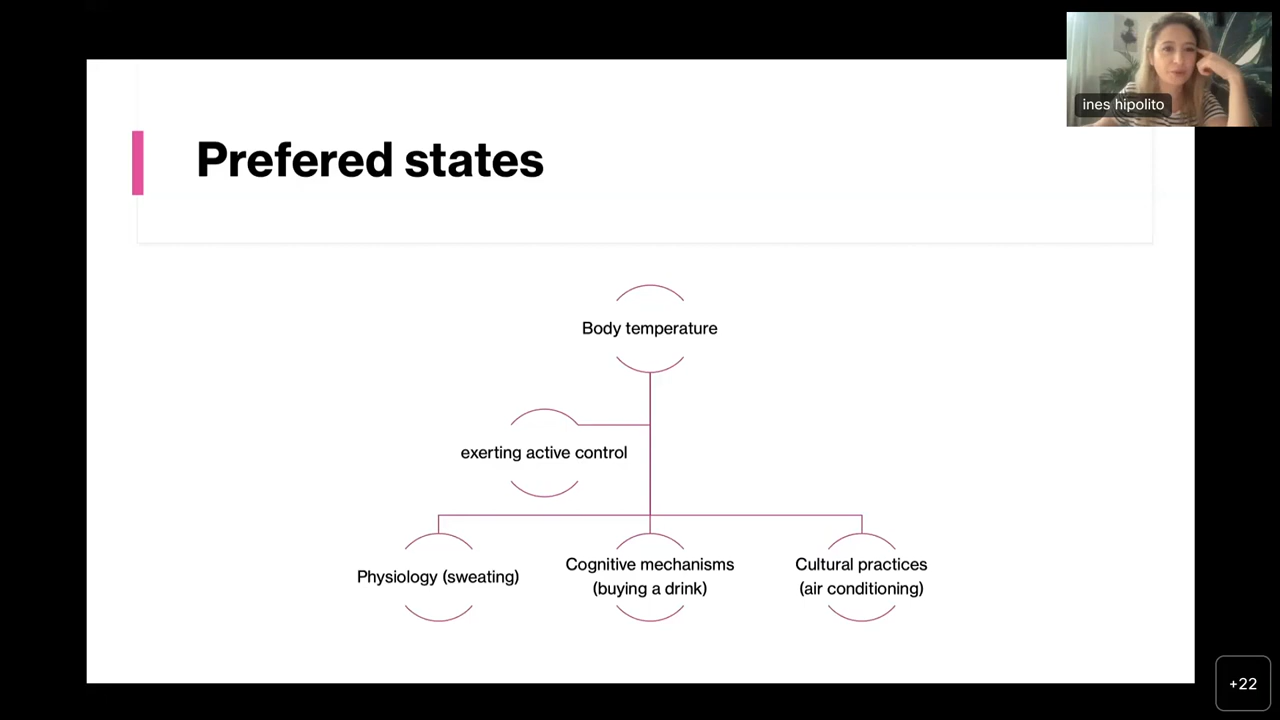 ines hipolito
Prefered states
Body temperature
exerting active control
Physiology (sweating)
Cognitive mechanisms
(buying a drink)
Cultural practices
(air conditioning)
+22